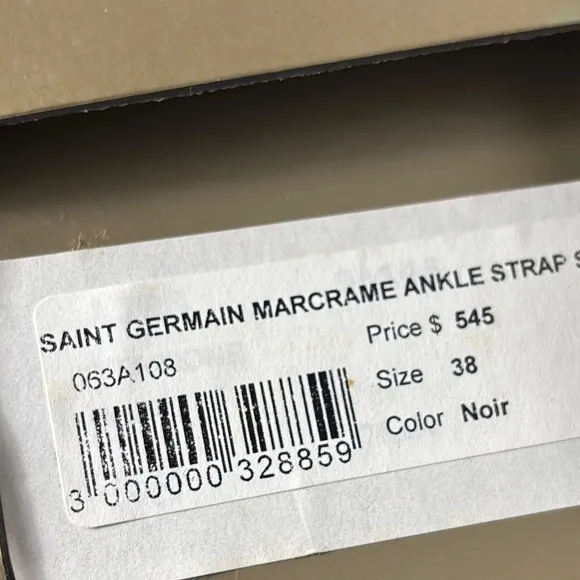 SAINT GERMAIN MARCRAME ANKLE STRAP S
063A108
Price $ 545
Size 38
Color Noir
3 000000 328859